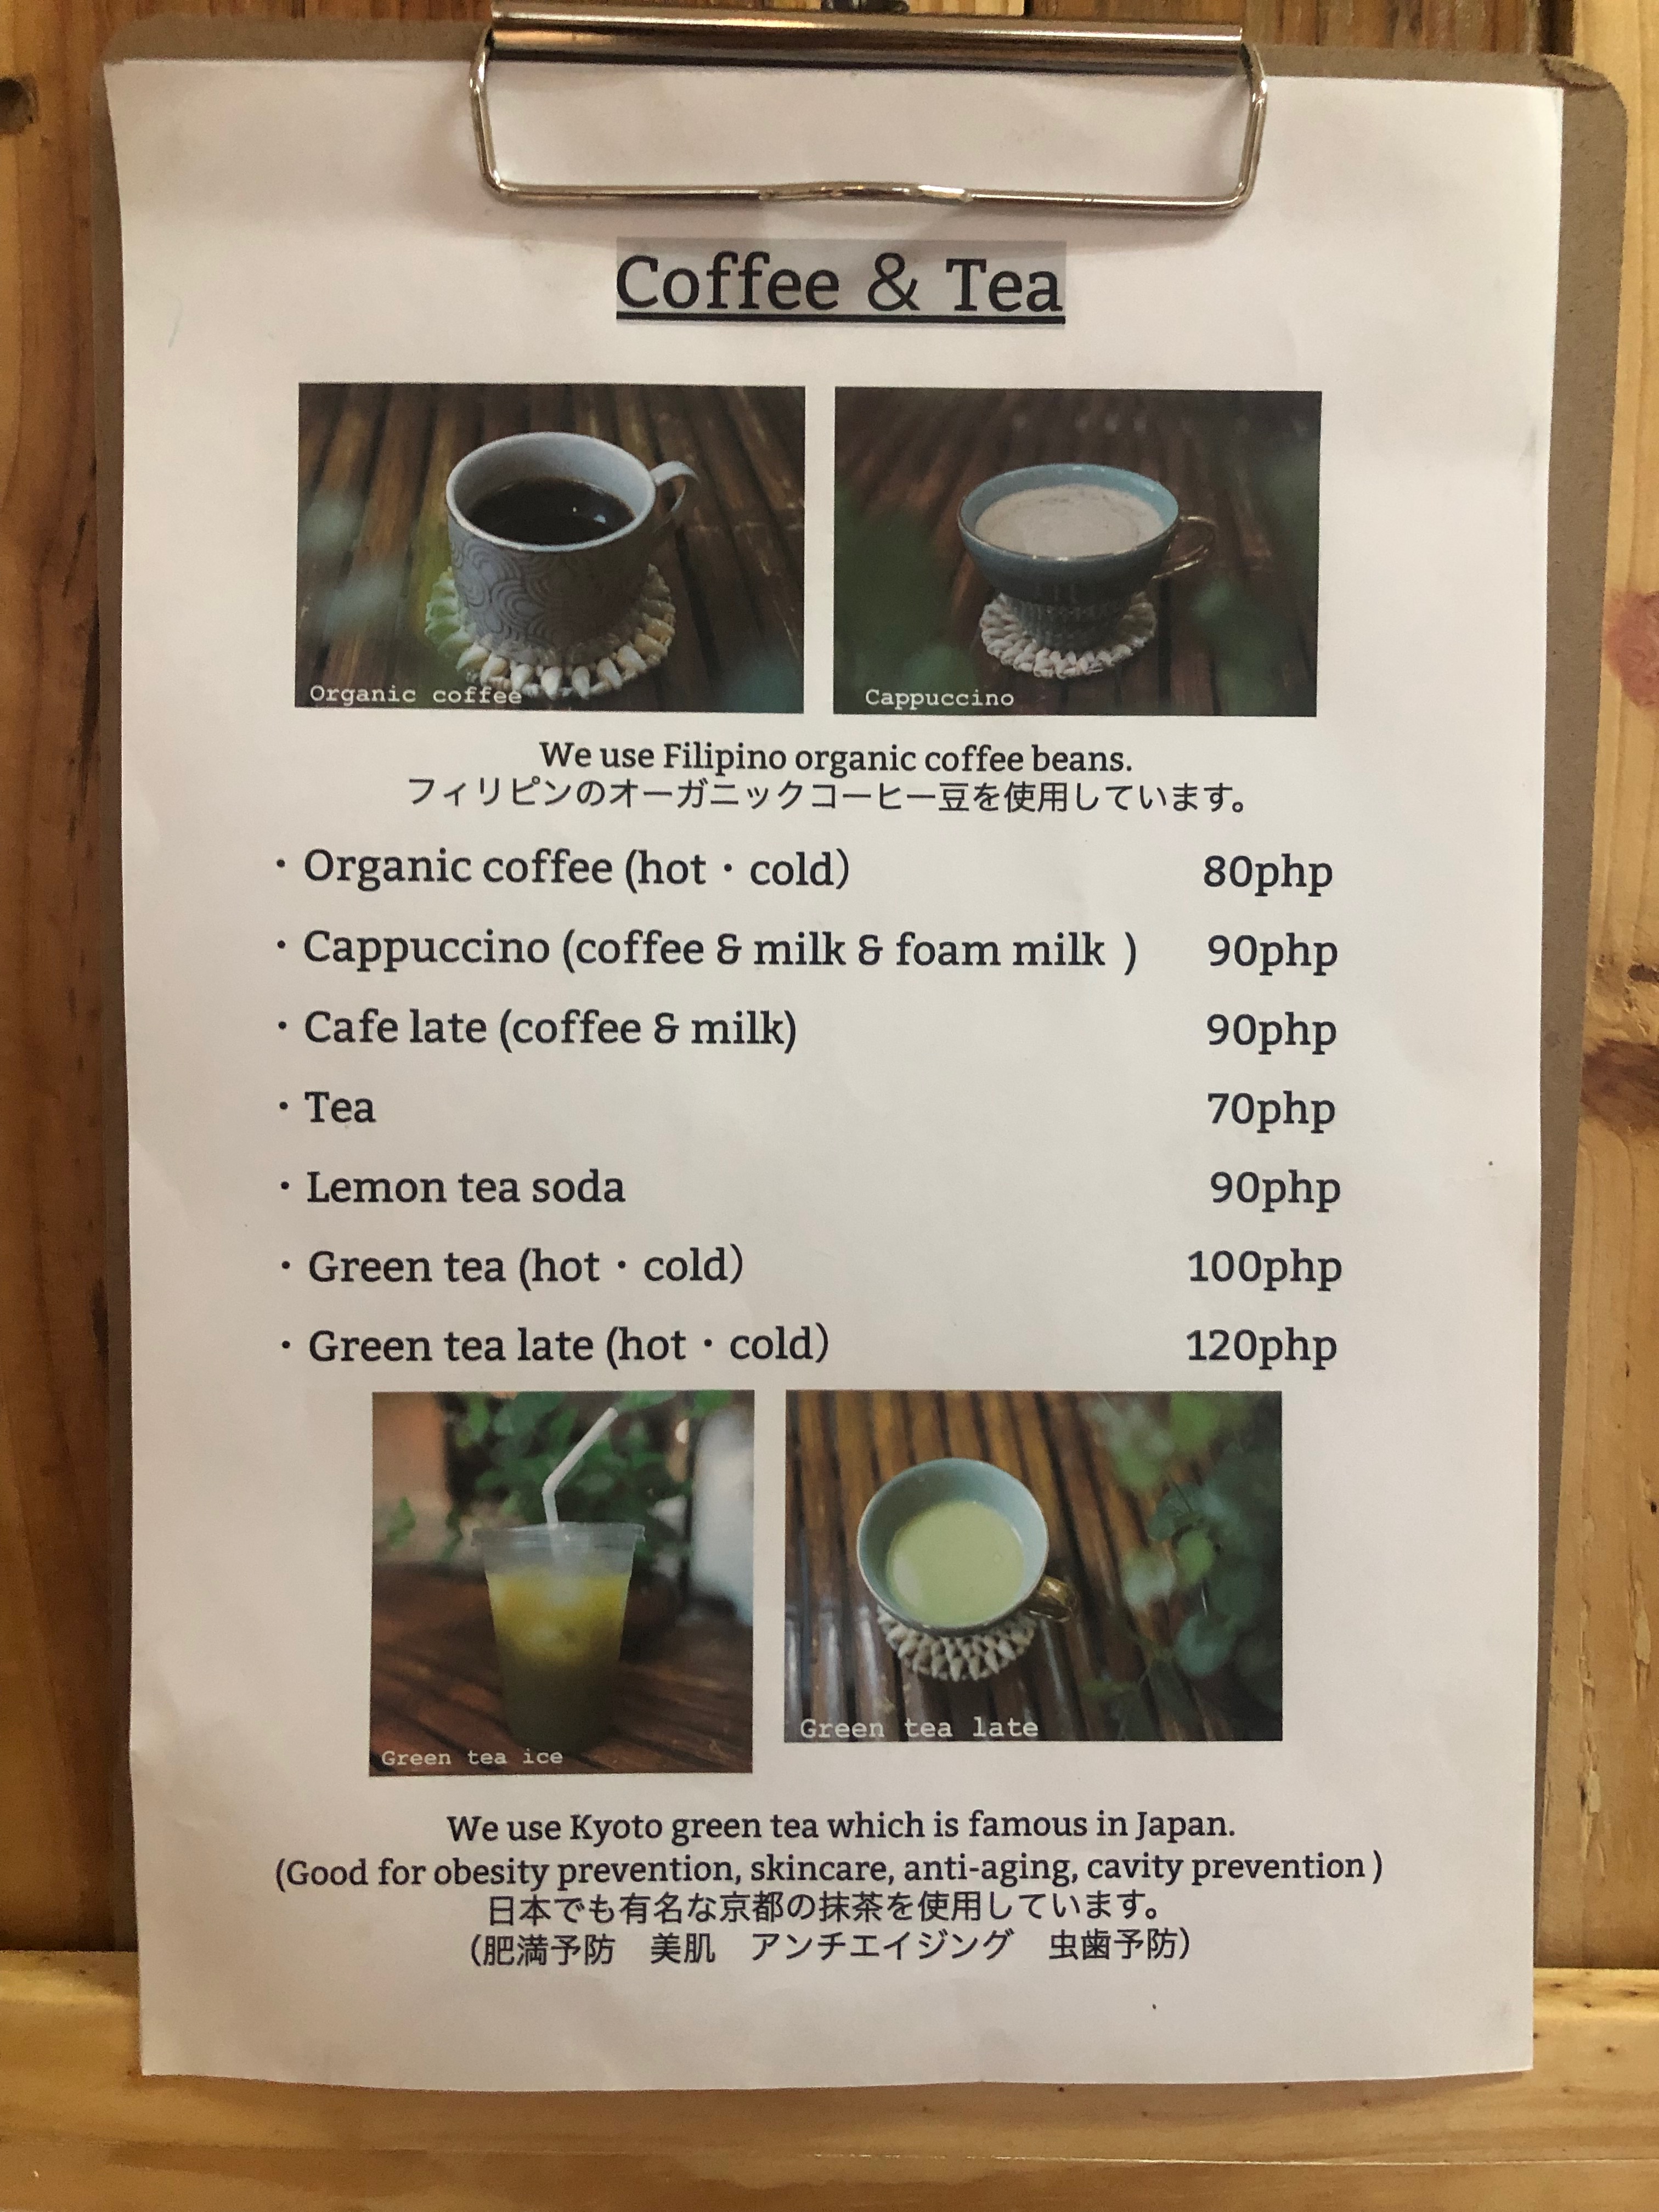 Coffee & Tea
Organic coffee
Cappuccino
We use Filipino organic coffee beans.
フィリピンのオーガニックコーヒー豆を使用しています。
・Organic coffee (hot・cold） 80php
・Cappuccino (coffee & milk & foam milk ) 90php
・Cafe late (coffee & milk) 90php
・Tea 70php
・Lemon tea soda 90php
・Green tea (hot・cold） 100php
・Green tea late (hot・cold） 120php
Green tea ice
Green tea late
We use Kyoto green tea which is famous in Japan.
(Good for obesity prevention, skincare, anti-aging, cavity prevention )
日本でも有名な京都の抹茶を使用しています。
（肥満予防　美肌　アンチエイジング　虫歯予防）